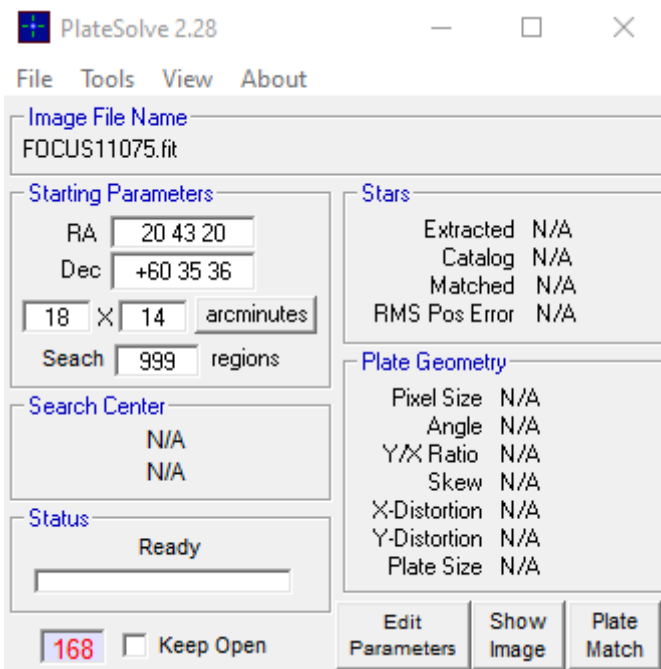 PlateSolve 2.28
File Tools View About
Image File Name
FOCUS11075.fit
Starting Parameters
RA 20 43 20
Dec +60 35 36
18 X 14 arcminutes
Seach 999 regions
Search Center
N/A
N/A
Status
Ready
168 Keep Open
Stars
Extracted N/A
Catalog N/A
Matched N/A
RMS Pos Error N/A
Plate Geometry
Pixel Size N/A
Angle N/A
Y/X Ratio N/A
Skew N/A
X-Distortion N/A
Y-Distortion N/A
Plate Size N/A
Edit Parameters
Show Image
Plate Match